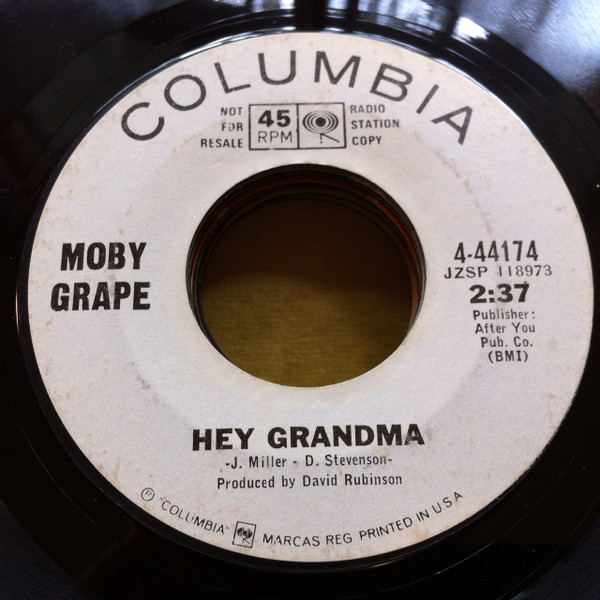 COLUMBIA
NOT FOR RESALE
45 RPM
RADIO STATION COPY
MOBY GRAPE
4-44174
JZSP 118973
2:37
Publisher:
After You
Pub. Co.
(BMI)
HEY GRANDMA
-J. Miller - D. Stevenson-
Produced by David Rubinson
Ⓟ "COLUMBIA" MARCAS REG PRINTED IN U S A